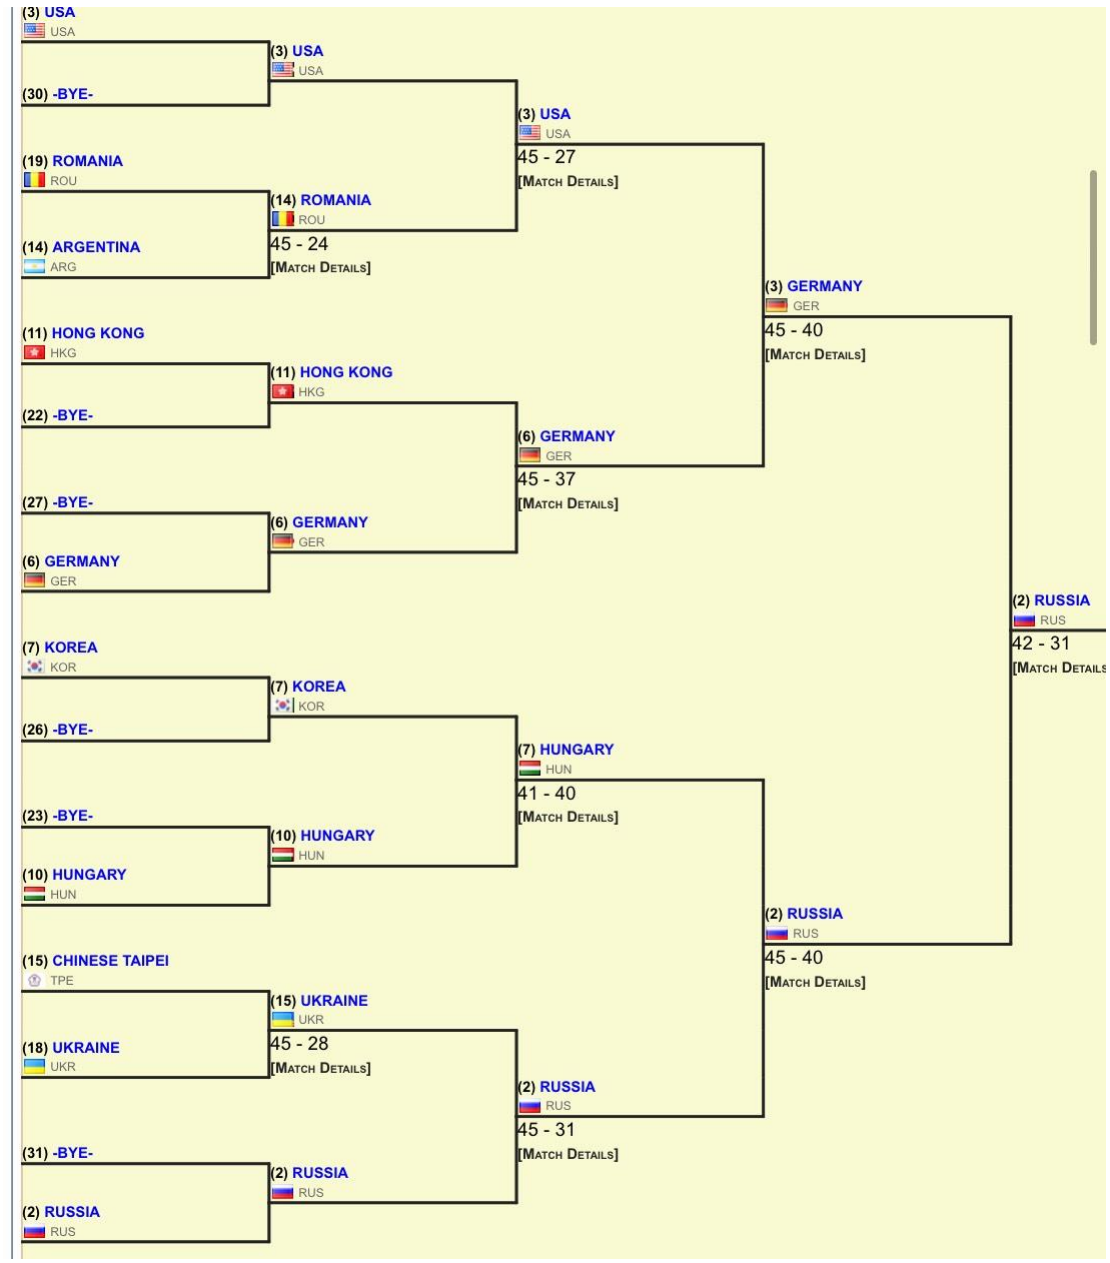 (3) USA
USA
(30) -BYE-
(19) ROMANIA
ROU
(14) ARGENTINA
ARG
(11) HONG KONG
HKG
(22) -BYE-
(27) -BYE-
(6) GERMANY
GER
(7) KOREA
KOR
(26) -BYE-
(23) -BYE-
(10) HUNGARY
HUN
(15) CHINESE TAIPEI
TPE
(18) UKRAINE
UKR
(31) -BYE-
(2) RUSSIA
RUS
(3) USA
USA
(14) ROMANIA
ROU
45 - 24
[MATCH DETAILS]
(11) HONG KONG
HKG
(6) GERMANY
GER
(7) KOREA
KOR
(10) HUNGARY
HUN
(15) UKRAINE
UKR
45 - 28
[MATCH DETAILS]
(2) RUSSIA
RUS
(3) USA
USA
45 - 27
[MATCH DETAILS]
(6) GERMANY
GER
45 - 37
[MATCH DETAILS]
(7) HUNGARY
HUN
41 - 40
[MATCH DETAILS]
(2) RUSSIA
RUS
45 - 31
[MATCH DETAILS]
(3) GERMANY
GER
45 - 40
[MATCH DETAILS]
(2) RUSSIA
RUS
45 - 40
[MATCH DETAILS]
(2) RUSSIA
RUS
42 - 31
[MATCH DETAILS